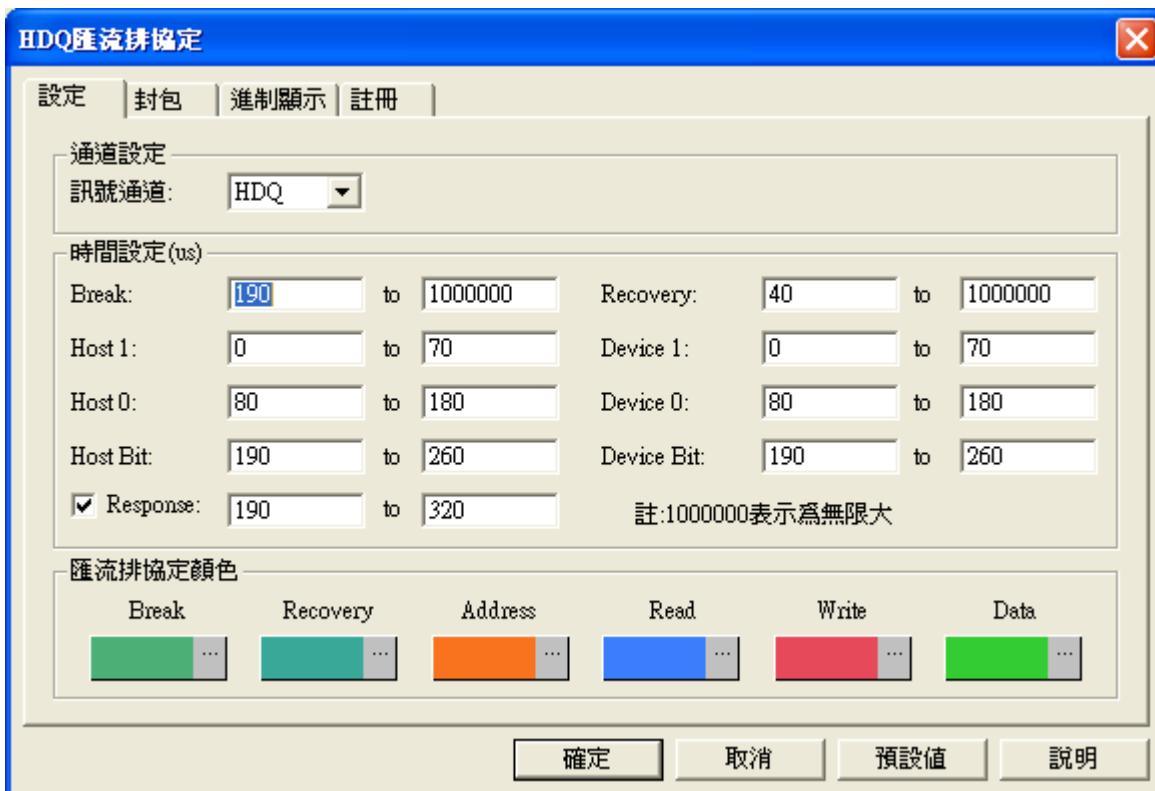 HDQ匯流排協定
設定 封包 進制顯示 註冊
通道設定
訊號通道: HDQ
時間設定(us)
Break: 190 to 1000000 Recovery: 40 to 1000000
Host 1: 0 to 70 Device 1: 0 to 70
Host 0: 80 to 180 Device 0: 80 to 180
Host Bit: 190 to 260 Device Bit: 190 to 260
Response: 190 to 320 註:1000000表示爲無限大
匯流排協定顏色
Break Recovery Address Read Write Data
... ... ... ... ... ...
確定 取消 預設值 說明